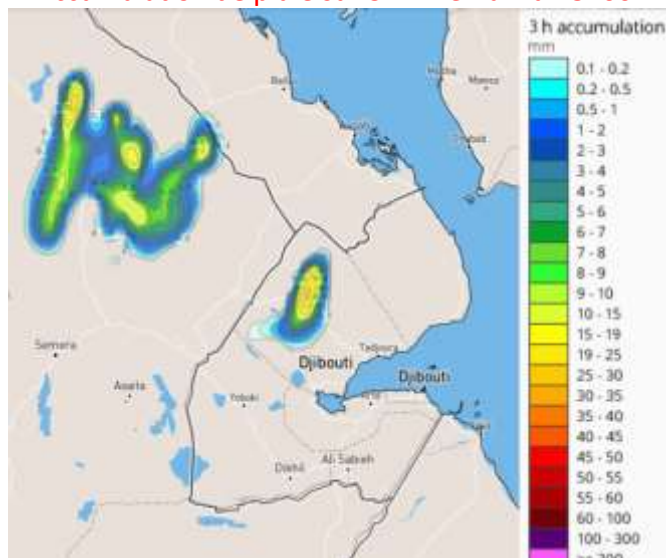 3 h accumulation
mm
0.1 - 0.2
0.2 - 0.5
0.5 - 1
1 - 2
2 - 3
3 - 4
4 - 5
5 - 6
6 - 7
7 - 8
8 - 9
9 - 10
10 - 15
15 - 19
19 - 25
25 - 30
30 - 35
35 - 40
40 - 45
45 - 50
50 - 55
55 - 60
60 - 100
100 - 300
Semera
Asaita
Djibouti
Tadjoura
Djibouti
Yoboki
Dikhil
Ali Sabieh